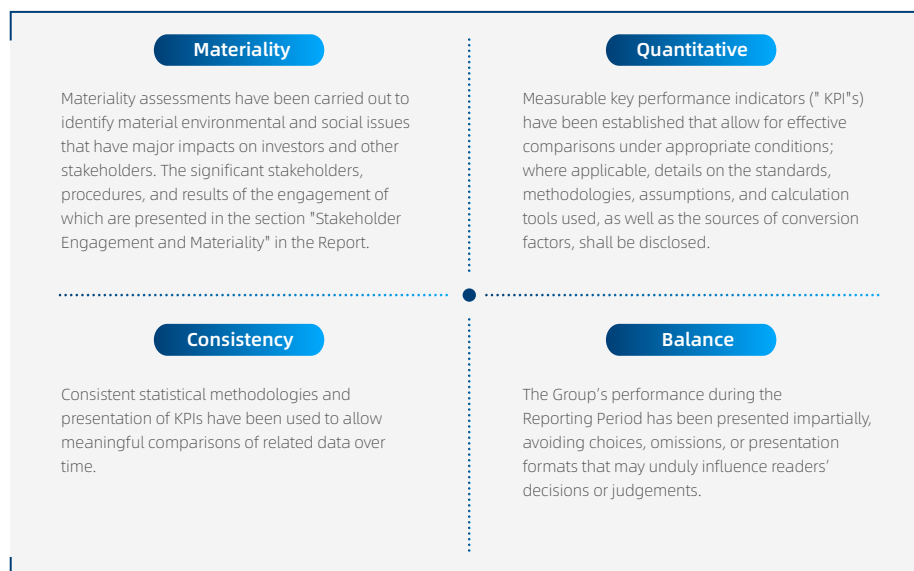 Materiality
Materiality assessments have been carried out to
identify material environmental and social issues
that have major impacts on investors and other
stakeholders. The significant stakeholders,
procedures, and results of the engagement of
which are presented in the section "Stakeholder
Engagement and Materiality" in the Report.
Quantitative
Measurable key performance indicators (" KPI"s)
have been established that allow for effective
comparisons under appropriate conditions;
where applicable, details on the standards,
methodologies, assumptions, and calculation
tools used, as well as the sources of conversion
factors, shall be disclosed.
Consistency
Consistent statistical methodologies and
presentation of KPIs have been used to allow
meaningful comparisons of related data over
time.
Balance
The Group's performance during the
Reporting Period has been presented impartially,
avoiding choices, omissions, or presentation
formats that may unduly influence readers'
decisions or judgements.